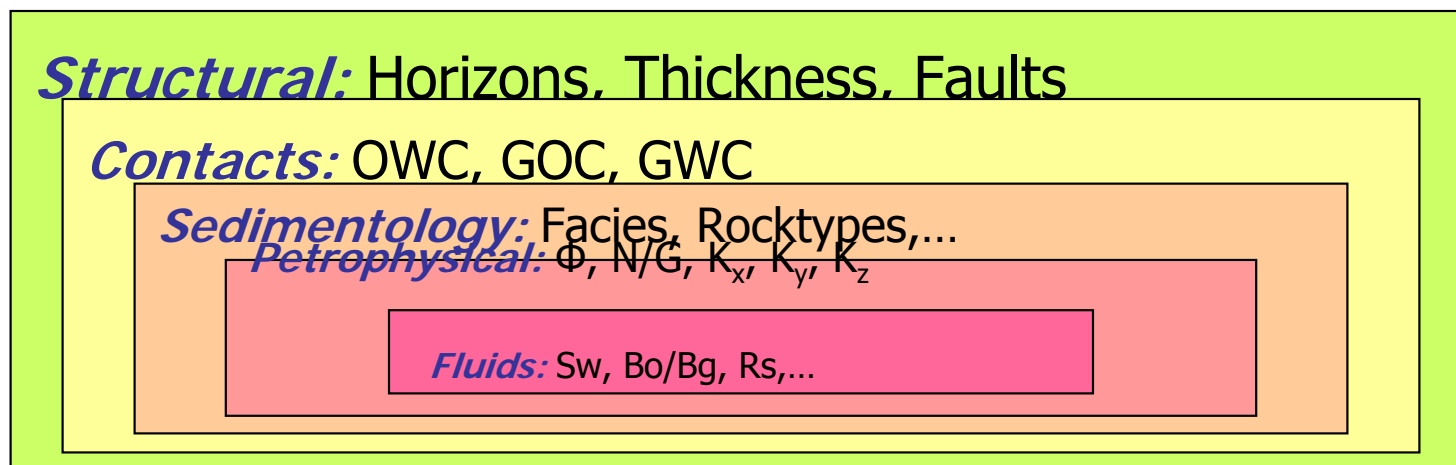 Structural: Horizons, Thickness, Faults
Contacts: OWC, GOC, GWC
Sedimentology: Facies, Rocktypes,…
Petrophysical: Φ, N/G, Kx, Ky, Kz
Fluids: Sw, Bo/Bg, Rs,…